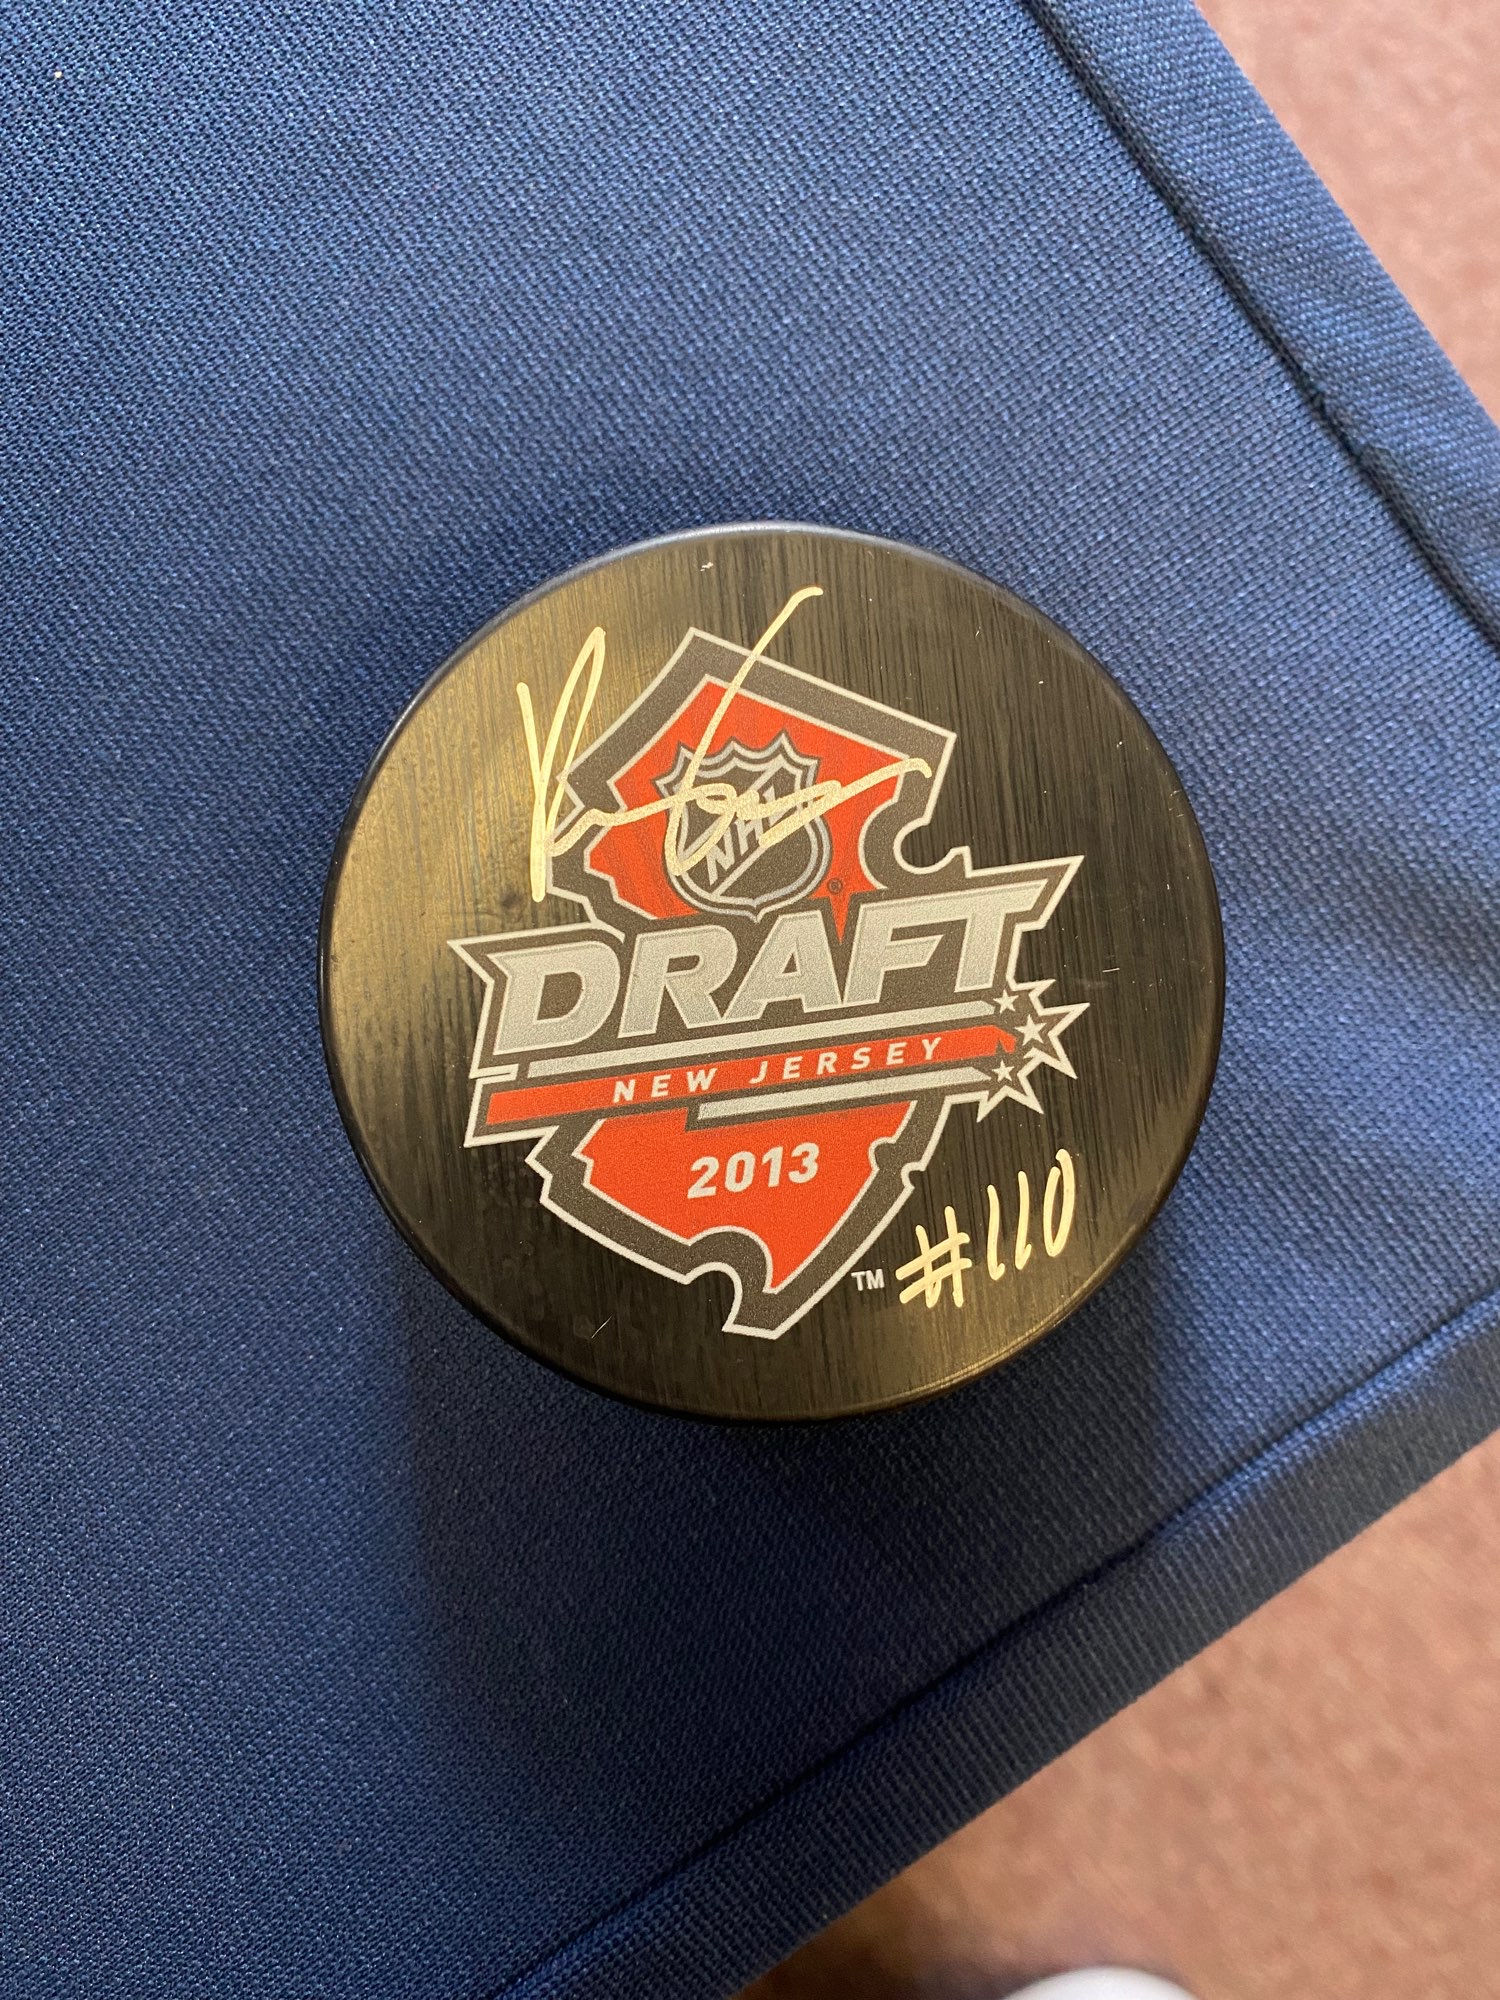 NHL
®
DRAFT
NEW JERSEY
2013
TM #110